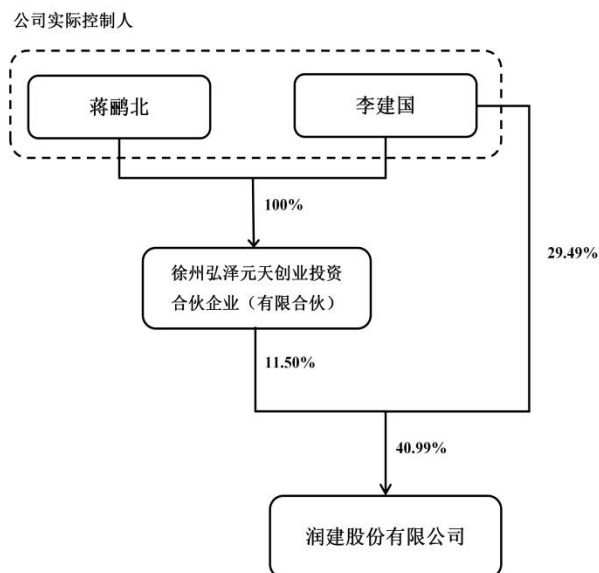 公司实际控制人
蒋鹂北
李建国
100%
29.49%
徐州弘泽元天创业投资
合伙企业（有限合伙）
11.50%
40.99%
润建股份有限公司